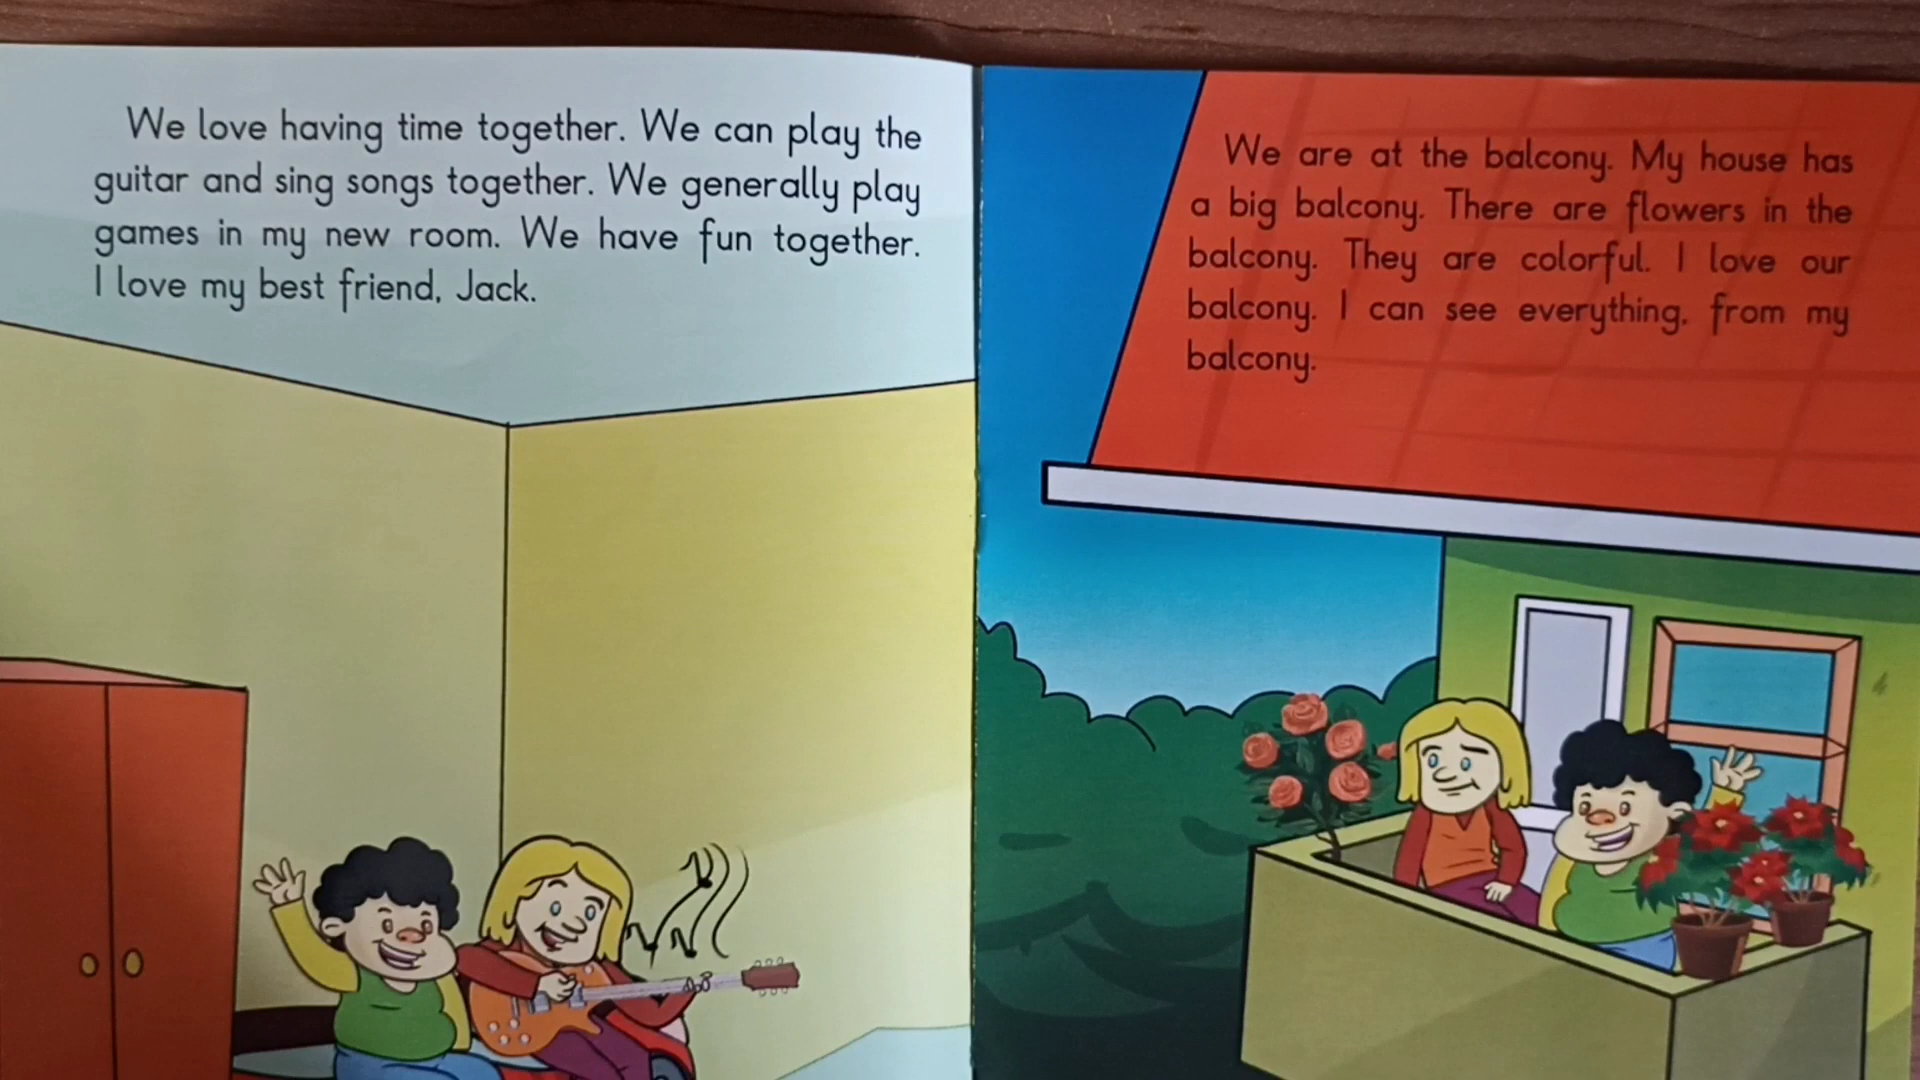 We love having time together. We can play the
guitar and sing songs together. We generally play
games in my new room. We have fun together.
I love my best friend, Jack.
We are at the balcony. My house has
a big balcony. There are flowers in the
balcony. They are colorful. I love our
balcony. I can see everything, from my
balcony.